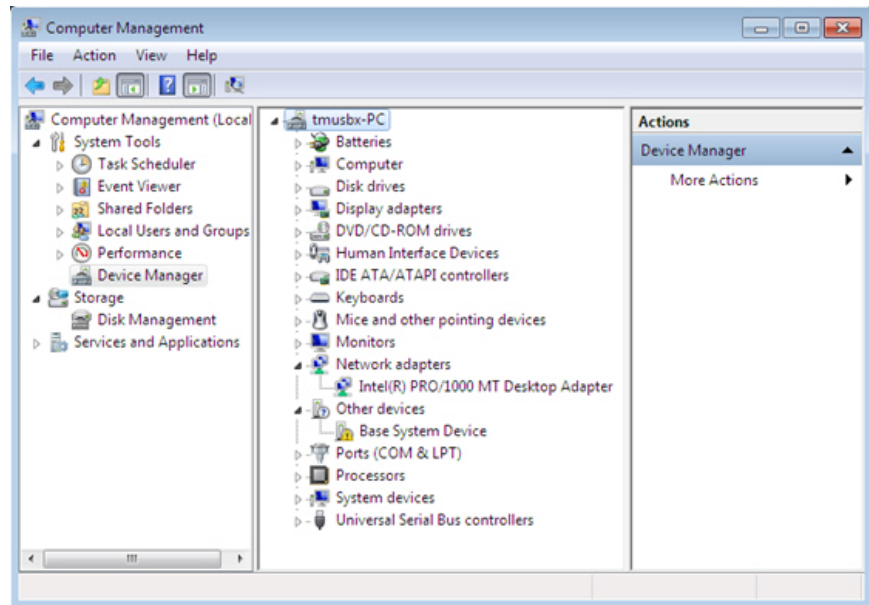 Computer Management
File Action View Help
Computer Management (Local
System Tools
Task Scheduler
Event Viewer
Shared Folders
Local Users and Groups
Performance
Device Manager
Storage
Disk Management
Services and Applications
tmusbx-PC
Batteries
Computer
Disk drives
Display adapters
DVD/CD-ROM drives
Human Interface Devices
IDE ATA/ATAPI controllers
Keyboards
Mice and other pointing devices
Monitors
Network adapters
Intel(R) PRO/1000 MT Desktop Adapter
Other devices
Base System Device
Ports (COM & LPT)
Processors
System devices
Universal Serial Bus controllers
Actions
Device Manager
More Actions